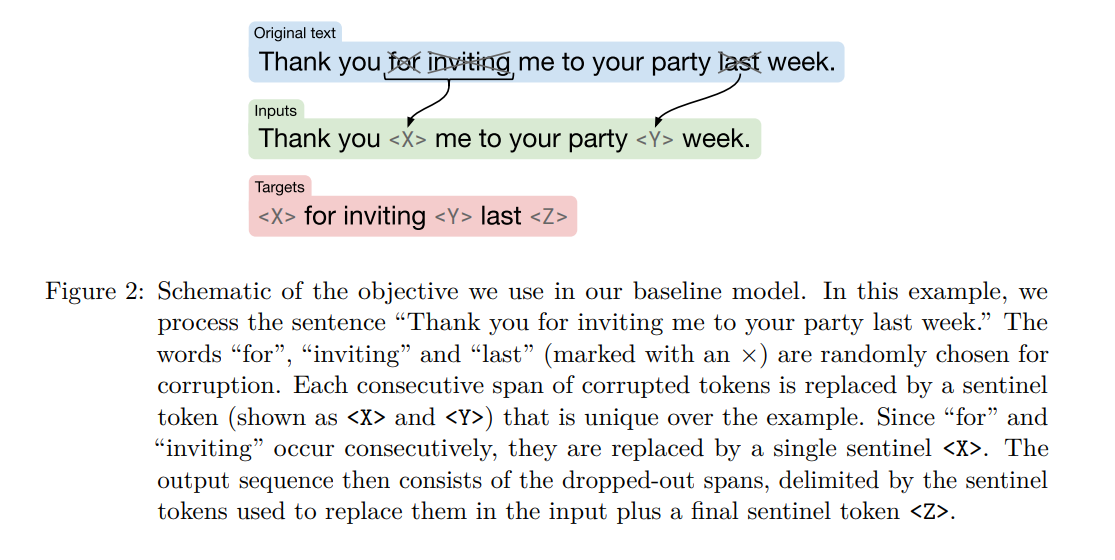 Original text
Thank you for inviting me to your party last week.
Inputs
Thank you <X> me to your party <Y> week.
Targets
<X> for inviting <Y> last <Z>
Figure 2: Schematic of the objective we use in our baseline model. In this example, we
process the sentence “Thank you for inviting me to your party last week.” The
words “for”, “inviting” and “last” (marked with an ×) are randomly chosen for
corruption. Each consecutive span of corrupted tokens is replaced by a sentinel
token (shown as <X> and <Y>) that is unique over the example. Since “for” and
“inviting” occur consecutively, they are replaced by a single sentinel <X>. The
output sequence then consists of the dropped-out spans, delimited by the sentinel
tokens used to replace them in the input plus a final sentinel token <Z>.